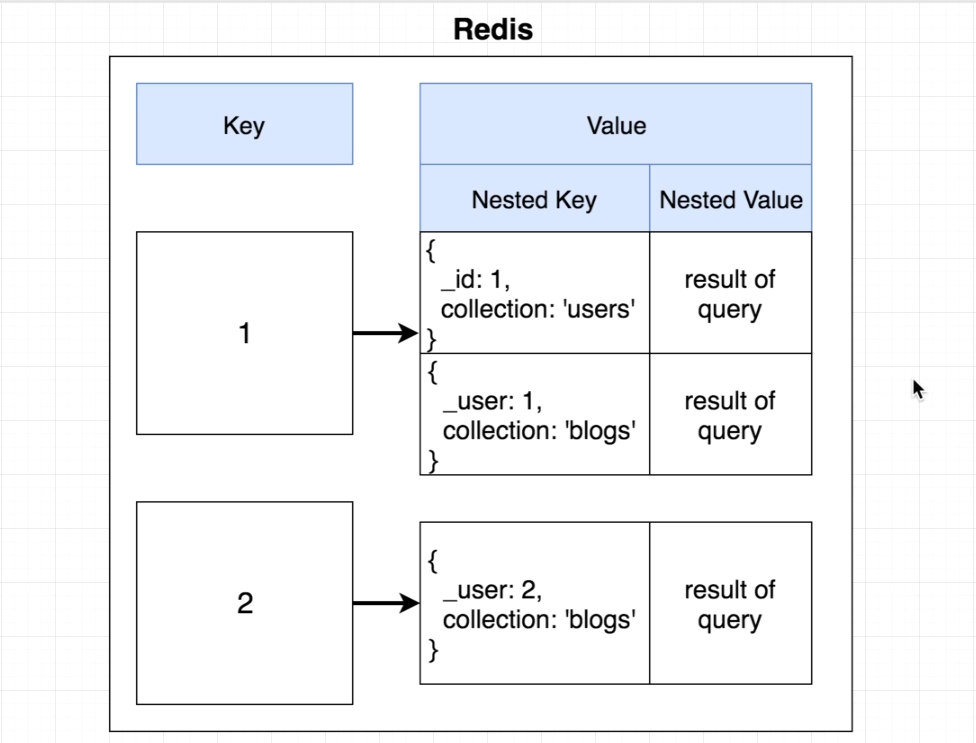 Redis
Key
Value
Nested Key
Nested Value
1
{
_id: 1,
collection: 'users'
}
result of
query
{
_user: 1,
collection: 'blogs'
}
result of
query
2
{
_user: 2,
collection: 'blogs'
}
result of
query